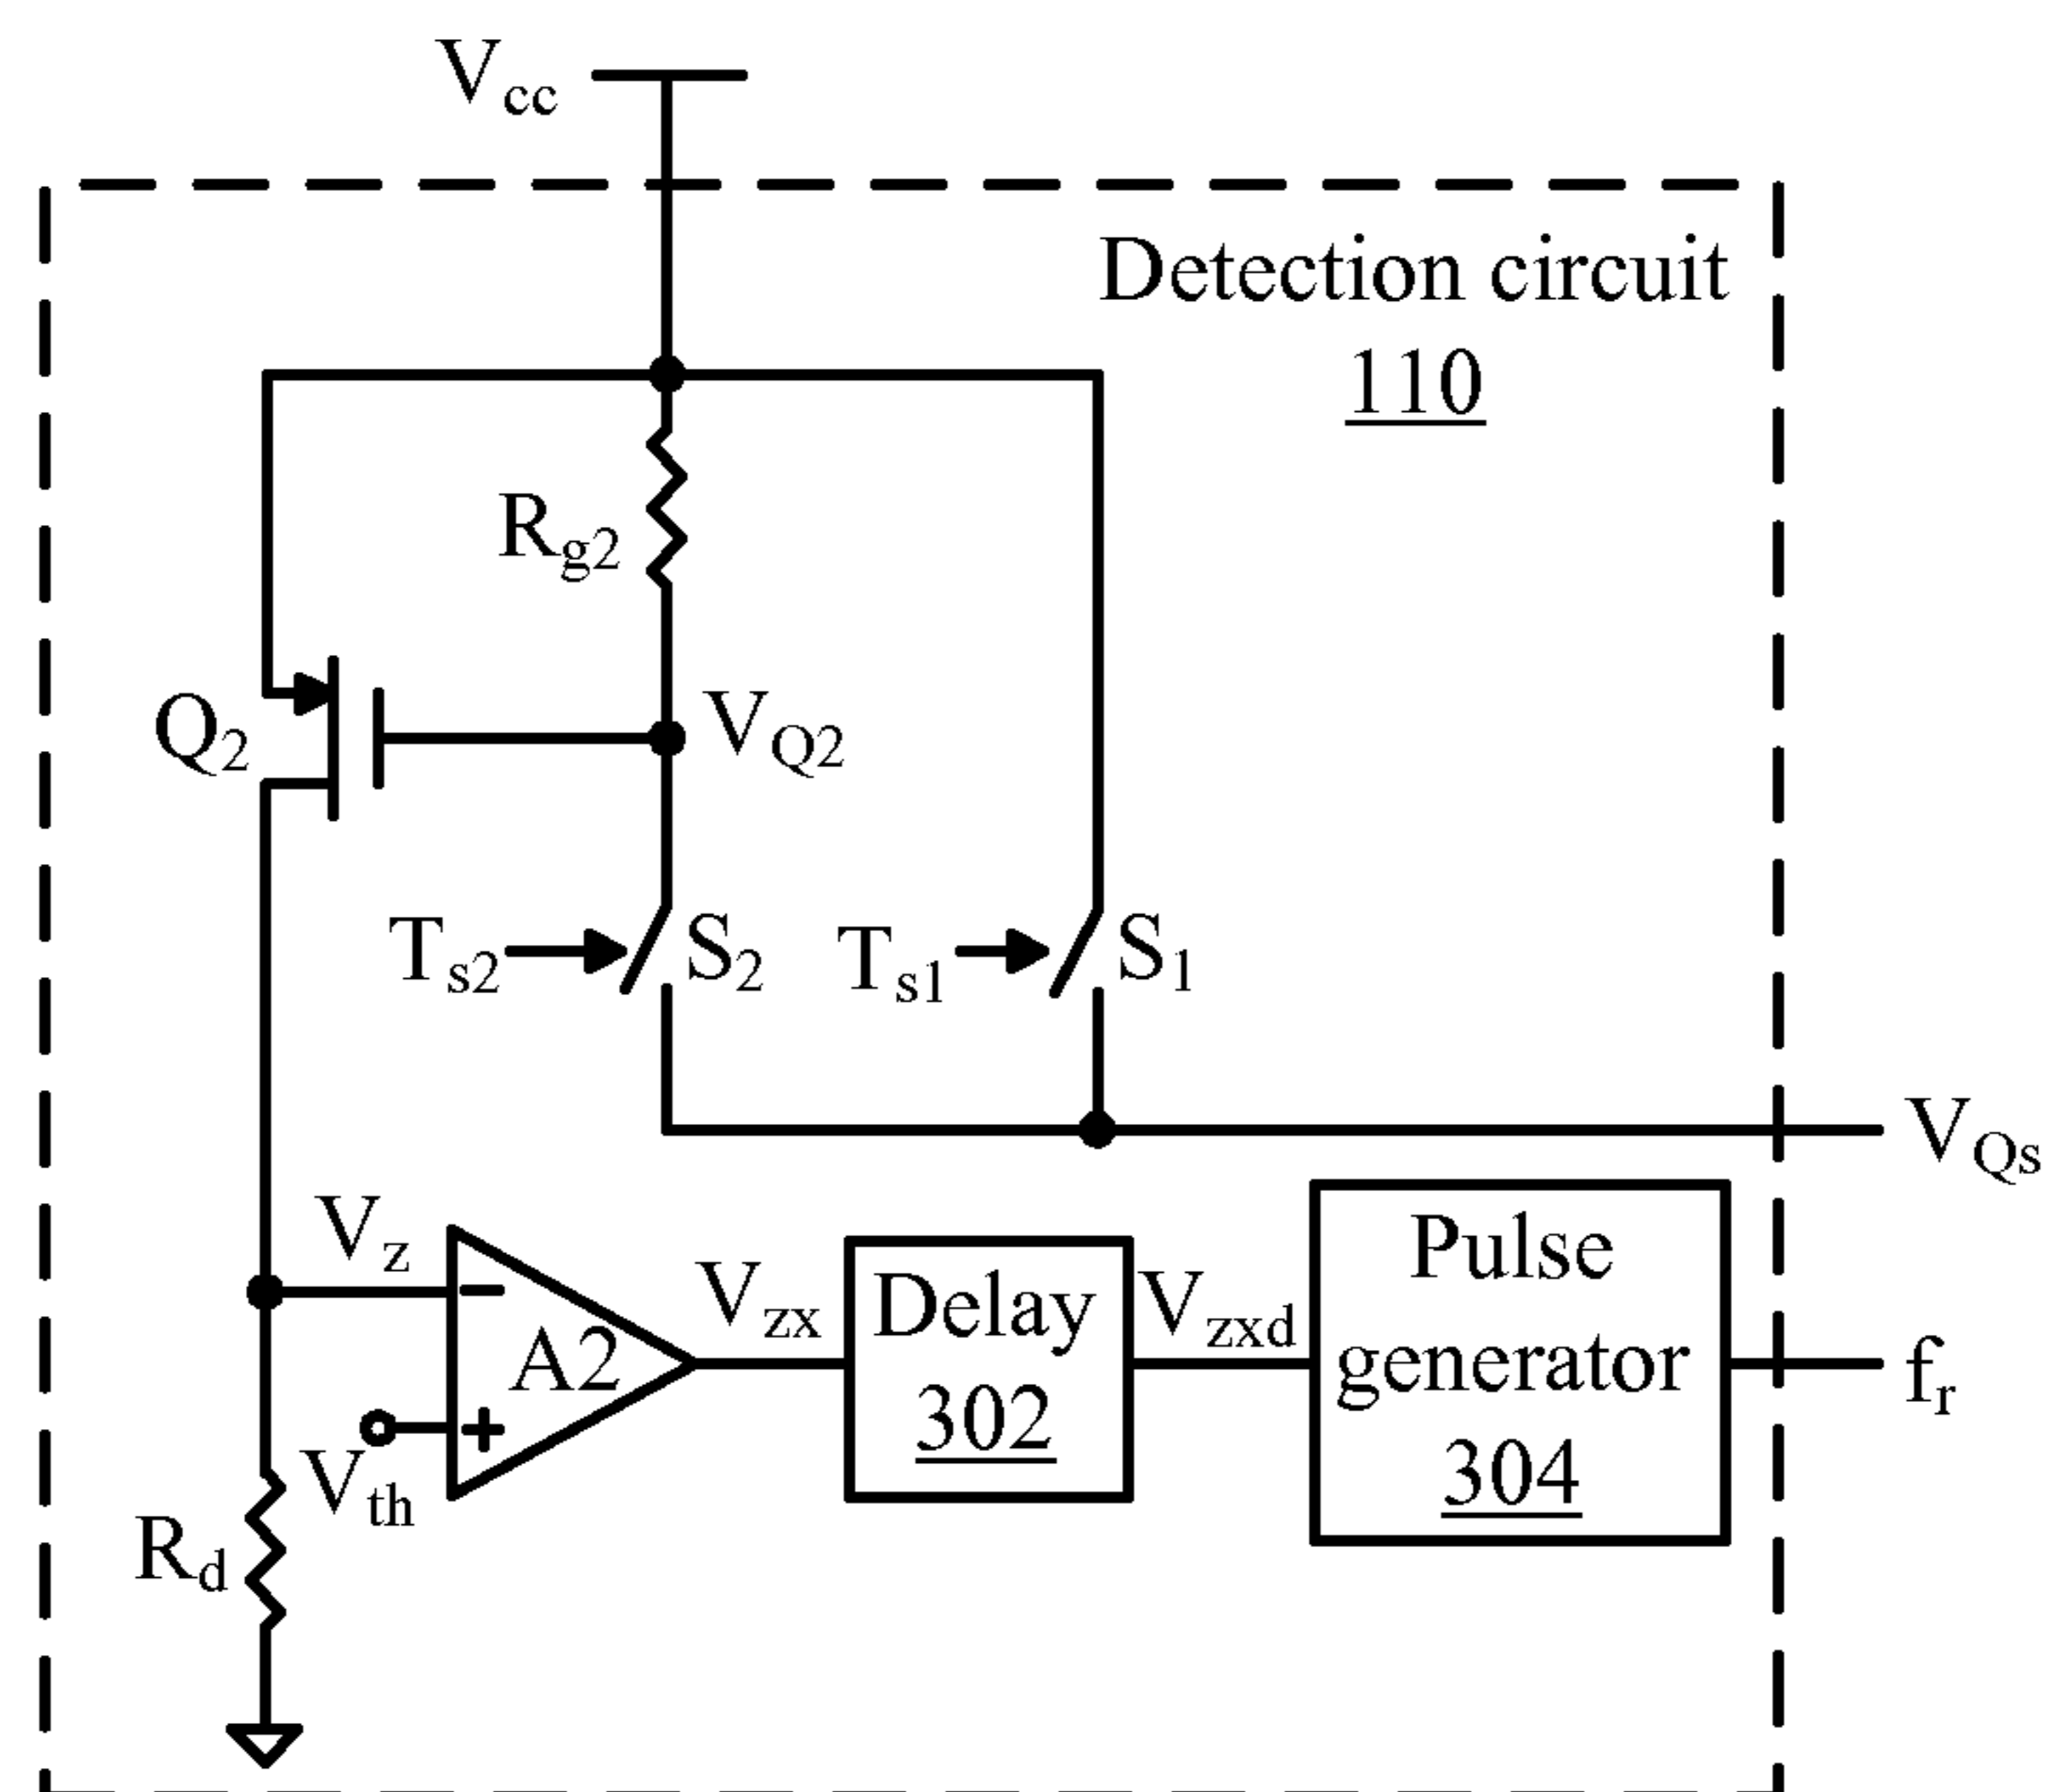 Vcc
Detection circuit
110
Rg2
Q2
VQ2
Ts2
S2
Ts1
S1
VQs
Vz
A2
−
+
Vth
Vzx
Delay
302
Vzxd
Pulse
generator
304
fr
Rd